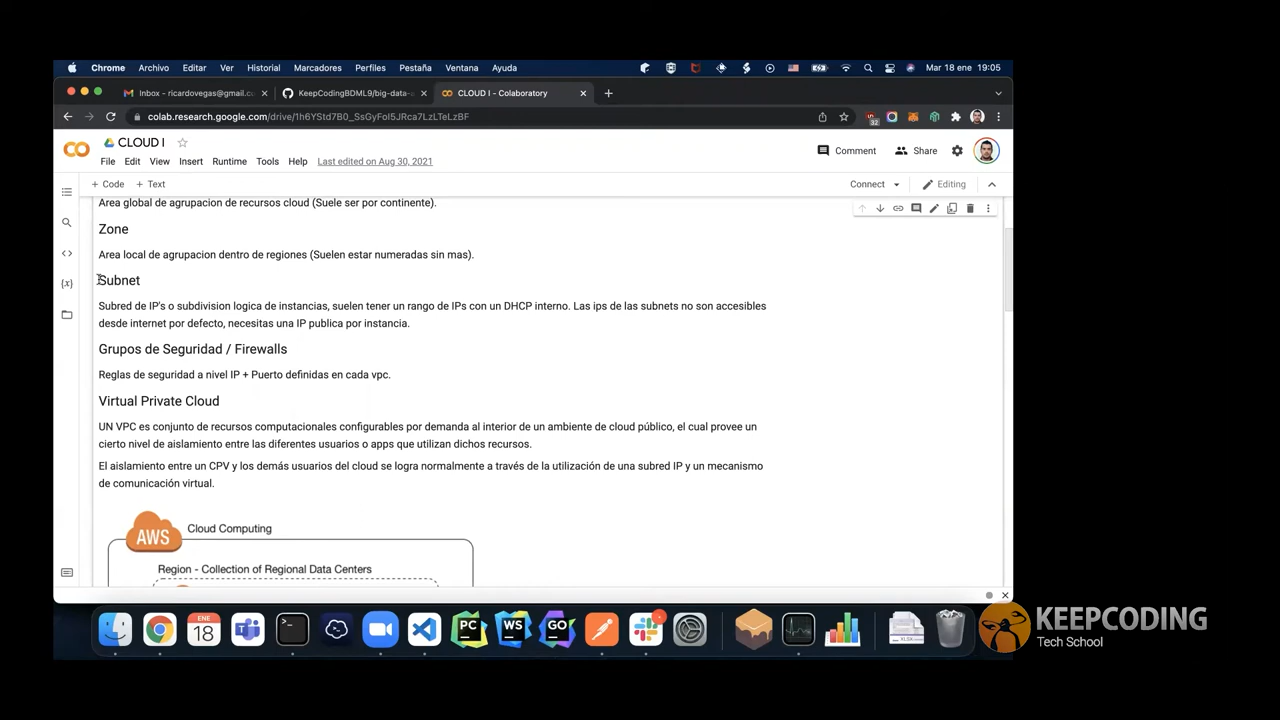 Chrome Archivo Editar Ver Historial Marcadores Perfiles Pestaña Ventana Ayuda Mar 18 ene 19:05
Inbox - ricardovegas@gmail.c KeepCodingBDML9/big-data- CLOUD I - Colaboratory
colab.research.google.com/drive/1h6YStd7B0_SsGyFoI5JRca7LzLTeLzBF
32
CLOUD I
File Edit View Insert Runtime Tools Help Last edited on Aug 30, 2021
Comment Share
+ Code + Text Connect Editing
Area global de agrupacion de recursos cloud (Suele ser por continente).
Zone
Area local de agrupacion dentro de regiones (Suelen estar numeradas sin mas).
Subnet
Subred de IP's o subdivision logica de instancias, suelen tener un rango de IPs con un DHCP interno. Las ips de las subnets no son accesibles
desde internet por defecto, necesitas una IP publica por instancia.
Grupos de Seguridad / Firewalls
Reglas de seguridad a nivel IP + Puerto definidas en cada vpc.
Virtual Private Cloud
UN VPC es conjunto de recursos computacionales configurables por demanda al interior de un ambiente de cloud público, el cual provee un
cierto nivel de aislamiento entre las diferentes usuarios o apps que utilizan dichos recursos.
El aislamiento entre un CPV y los demás usuarios del cloud se logra normalmente a través de la utilización de una subred IP y un mecanismo
de comunicación virtual.
AWS Cloud Computing
Region - Collection of Regional Data Centers
ENE
18
PC WS GO
XLSX
KEEPCODING
Tech School